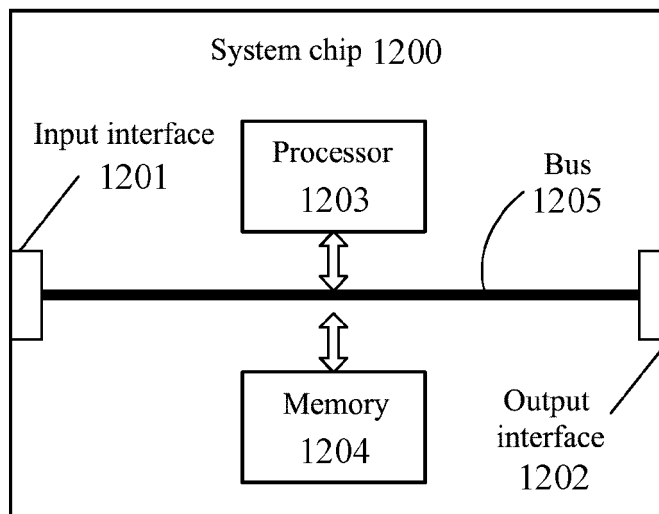 System chip 1200
Input interface
1201
Processor
1203
Bus
1205
Memory
1204
Output
interface
1202